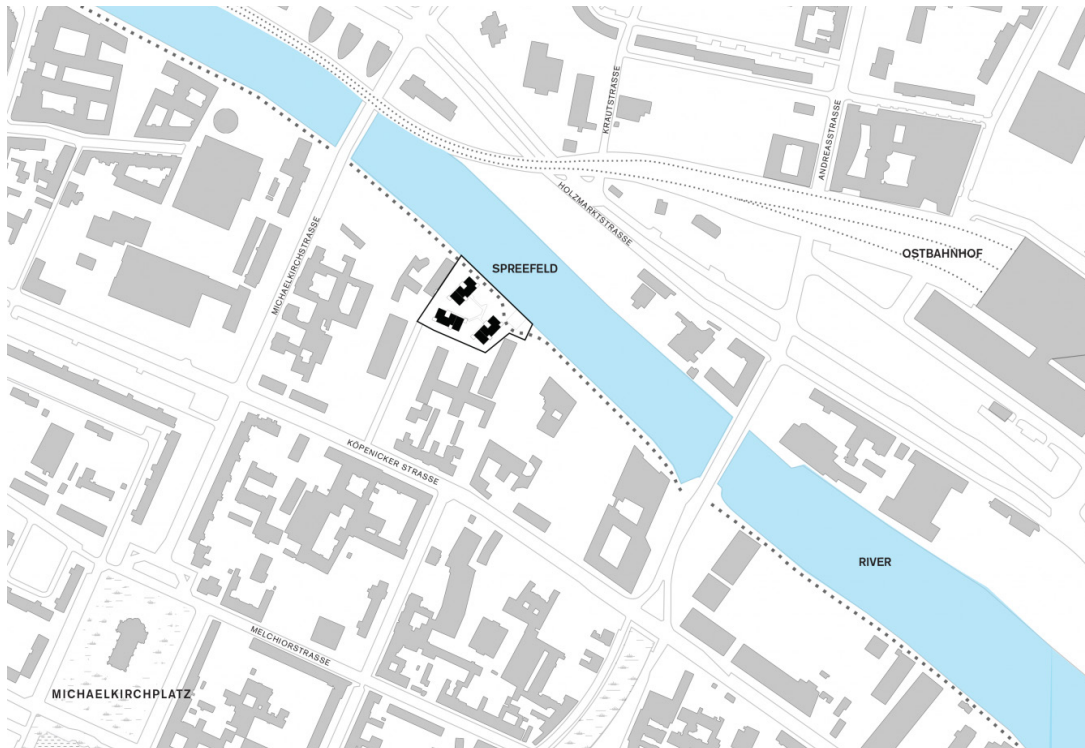 KRAUTSTRASSE
ANDREASSTRASSE
HOLZMARKTSTRASSE
MICHAELKIRCHSTRASSE
OSTBAHNHOF
SPREEFELD
KÖPENICKER STRASSE
RIVER
MELCHIORSTRASSE
MICHAELKIRCHPLATZ